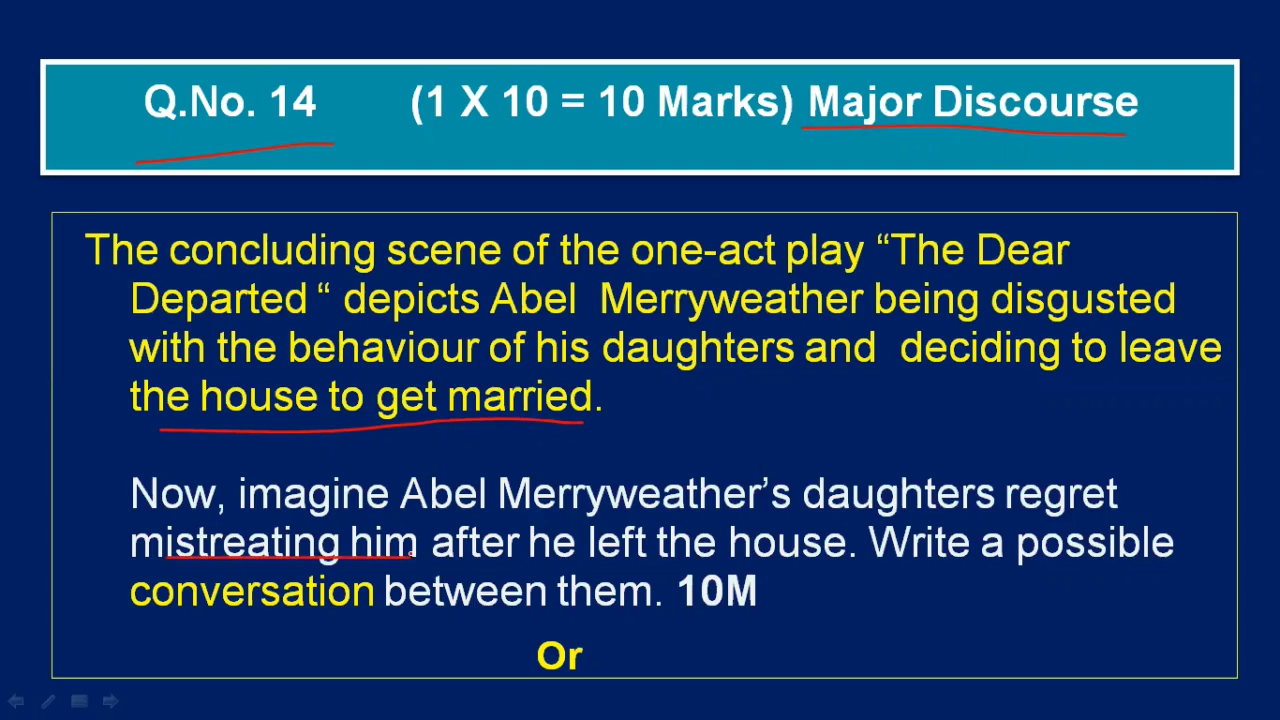 Q.No. 14 (1 X 10 = 10 Marks) Major Discourse
The concluding scene of the one-act play “The Dear
Departed “ depicts Abel Merryweather being disgusted
with the behaviour of his daughters and deciding to leave
the house to get married.
Now, imagine Abel Merryweather’s daughters regret
mistreating him after he left the house. Write a possible
conversation between them. 10M
Or